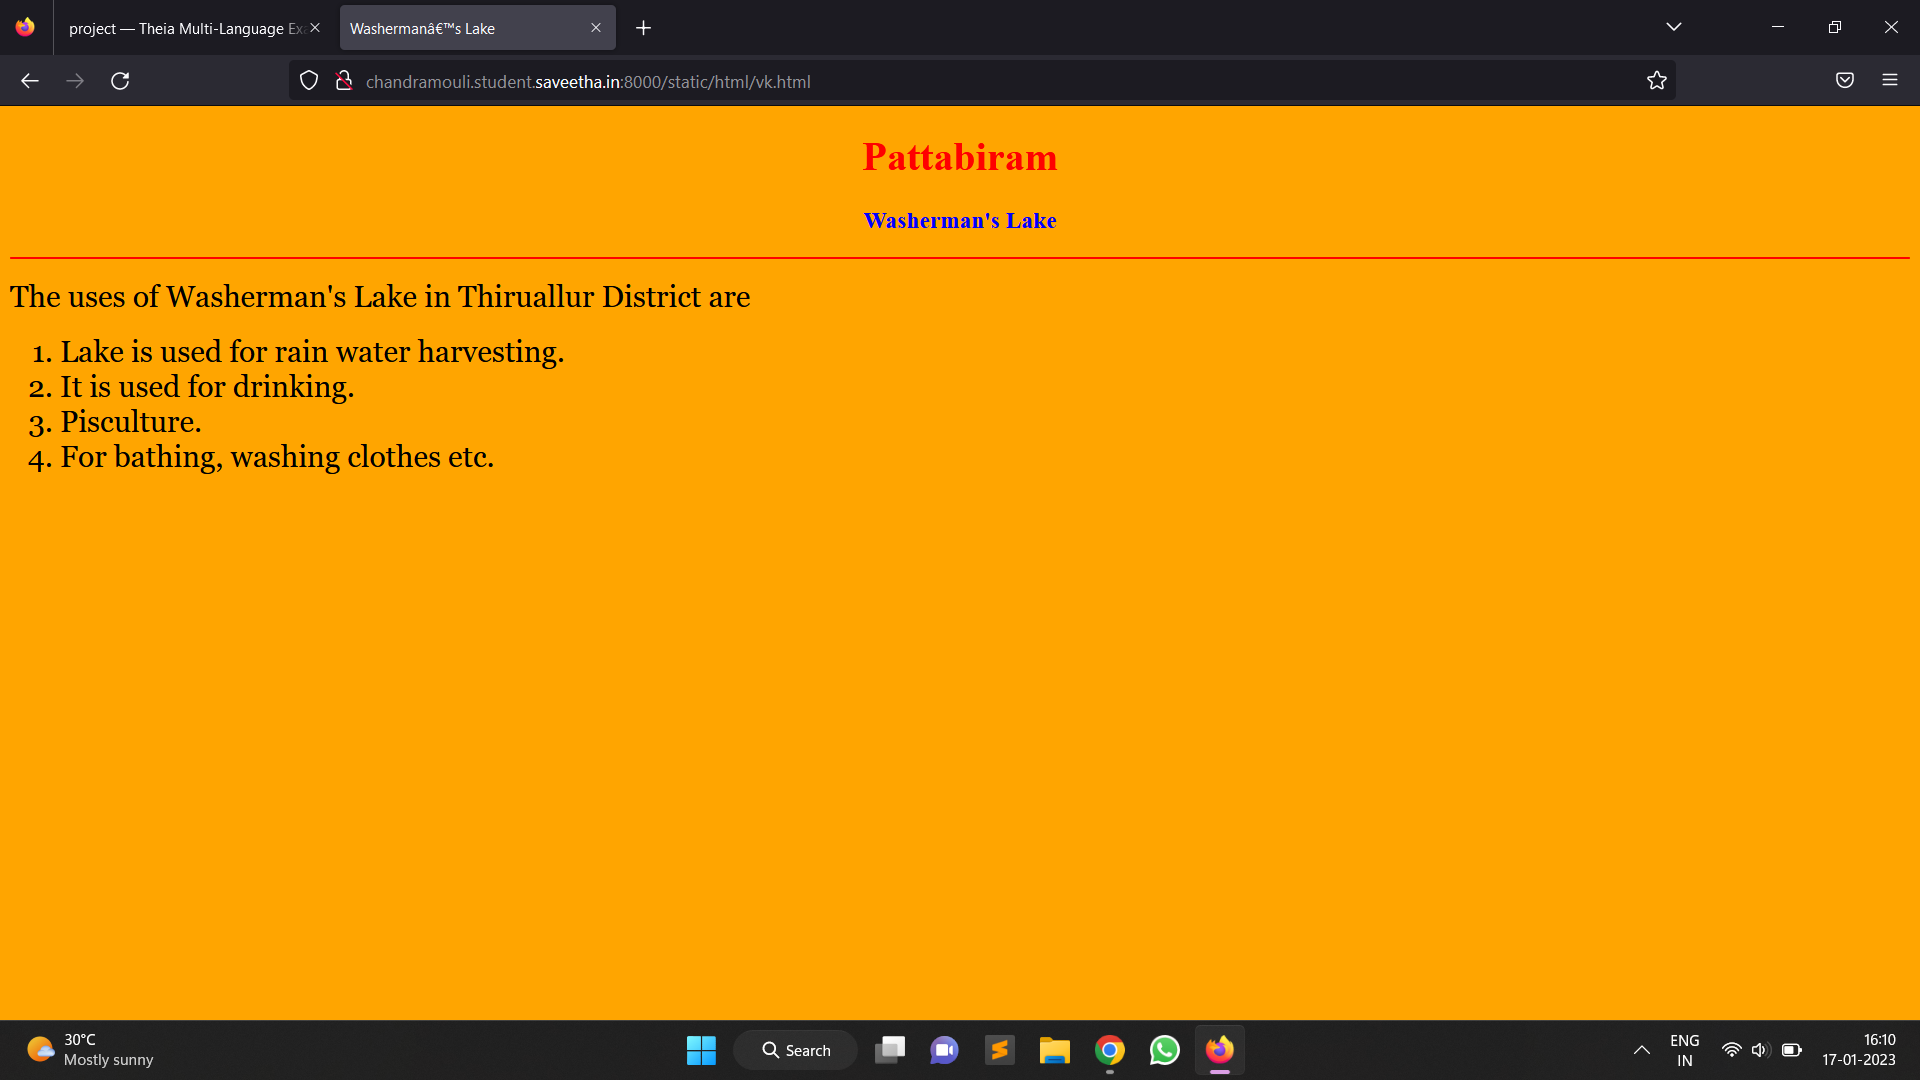 project — Theia Multi-Language Ex
Washermanâ€™s Lake
chandramouli.student.saveetha.in:8000/static/html/vk.html
Pattabiram
Washerman's Lake
The uses of Washerman's Lake in Thiruallur District are
1. Lake is used for rain water harvesting.
2. It is used for drinking.
3. Pisculture.
4. For bathing, washing clothes etc.
30°C
Mostly sunny
Search
ENG
IN
16:10
17-01-2023